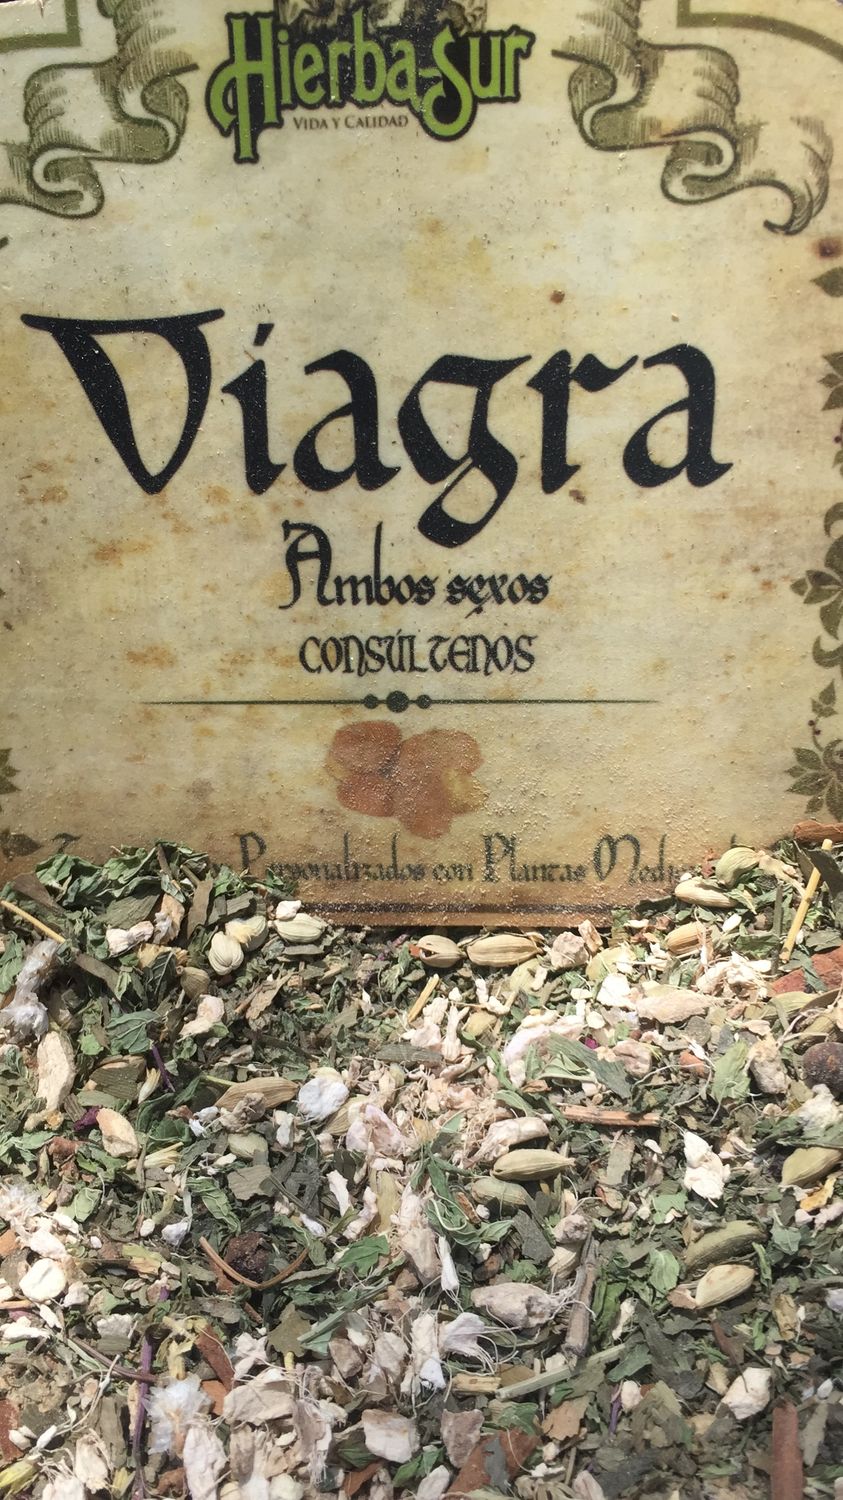 Hierba-Sur
VIDA Y CALIDAD
Viagra
Ambos sexos
CONSÚLTENOS
Personalizados con Plantas